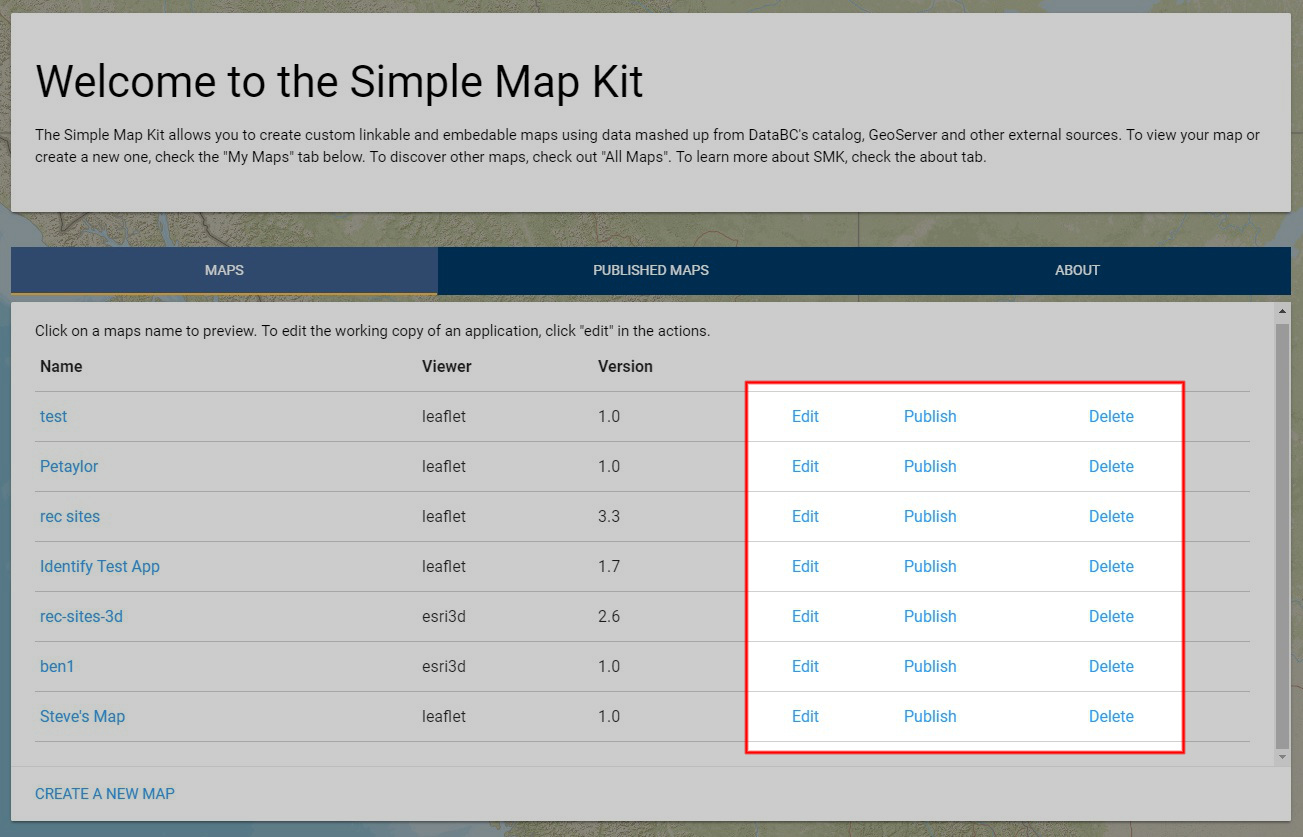 Welcome to the Simple Map Kit
The Simple Map Kit allows you to create custom linkable and embedable maps using data mashed up from DataBC's catalog, GeoServer and other external sources. To view your map or
create a new one, check the "My Maps" tab below. To discover other maps, check out "All Maps". To learn more about SMK, check the about tab.
MAPS PUBLISHED MAPS ABOUT
Click on a maps name to preview. To edit the working copy of an application, click "edit" in the actions.
Name Viewer Version
test leaflet 1.0 Edit Publish Delete
Petaylor leaflet 1.0 Edit Publish Delete
rec sites leaflet 3.3 Edit Publish Delete
Identify Test App leaflet 1.7 Edit Publish Delete
rec-sites-3d esri3d 2.6 Edit Publish Delete
ben1 esri3d 1.0 Edit Publish Delete
Steve's Map leaflet 1.0 Edit Publish Delete
CREATE A NEW MAP